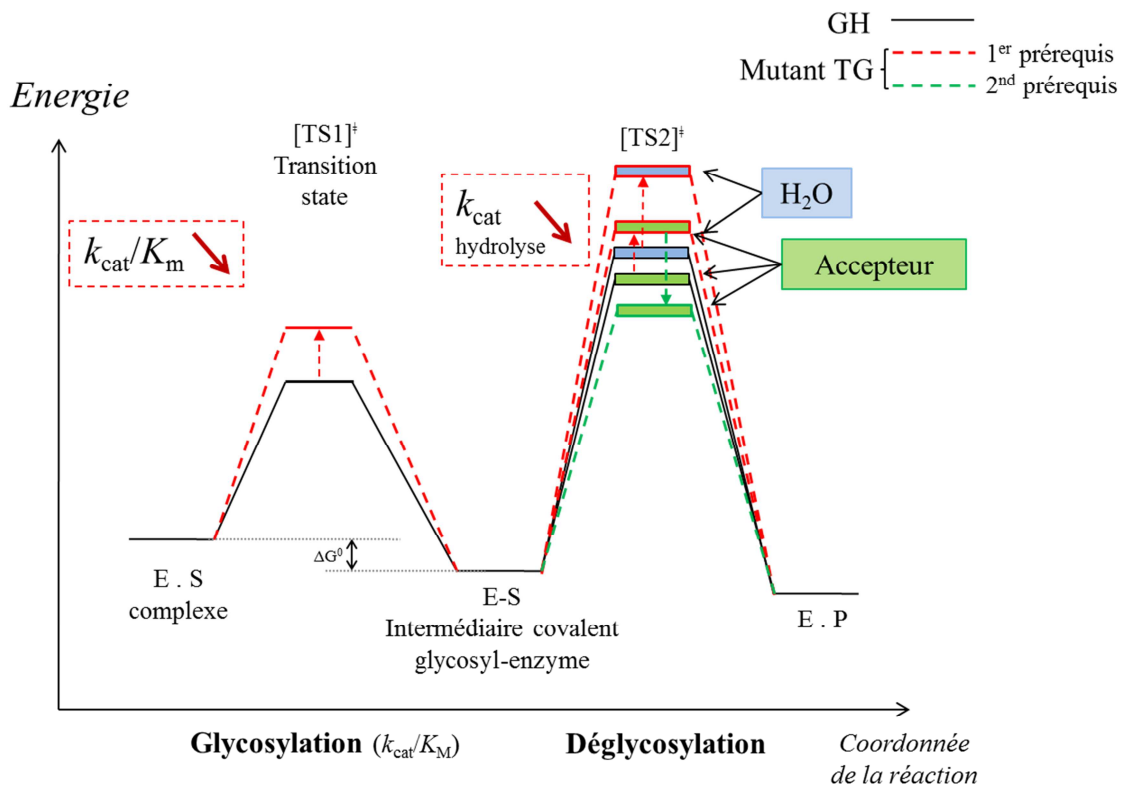 GH
Mutant TG
1er prérequis
2nd prérequis
Energie
[TS1]‡
Transition
state
[TS2]‡
kcat/Km
kcat
hydrolyse
H2O
Accepteur
ΔG0
E . S
complexe
E-S
Intermédiaire covalent
glycosyl-enzyme
E . P
Glycosylation (kcat/KM)
Déglycosylation
Coordonnée
de la réaction